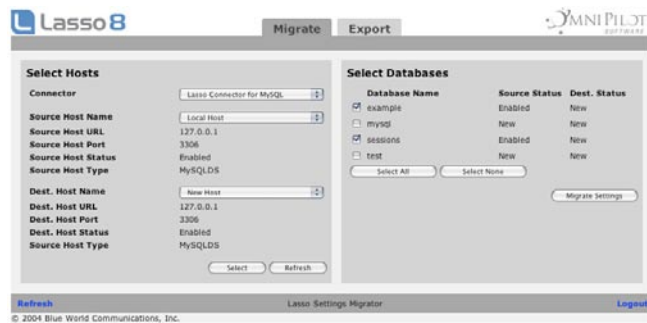 Lasso 8
Migrate
Export
OMNIPILOT
SOFTWARE
Select Hosts
Connector Lasso Connector for MySQL
Source Host Name Local Host
Source Host URL 127.0.0.1
Source Host Port 3306
Source Host Status Enabled
Source Host Type MySQLDS
Dest. Host Name New Host
Dest. Host URL 127.0.0.1
Dest. Host Port 3306
Dest. Host Status Enabled
Source Host Type MySQLDS
Select Refresh
Select Databases
Database Name Source Status Dest. Status
example Enabled New
mysql New New
sessions Enabled New
test New New
Select All Select None
Migrate Settings
Refresh Lasso Settings Migrator Logout
© 2004 Blue World Communications, Inc.